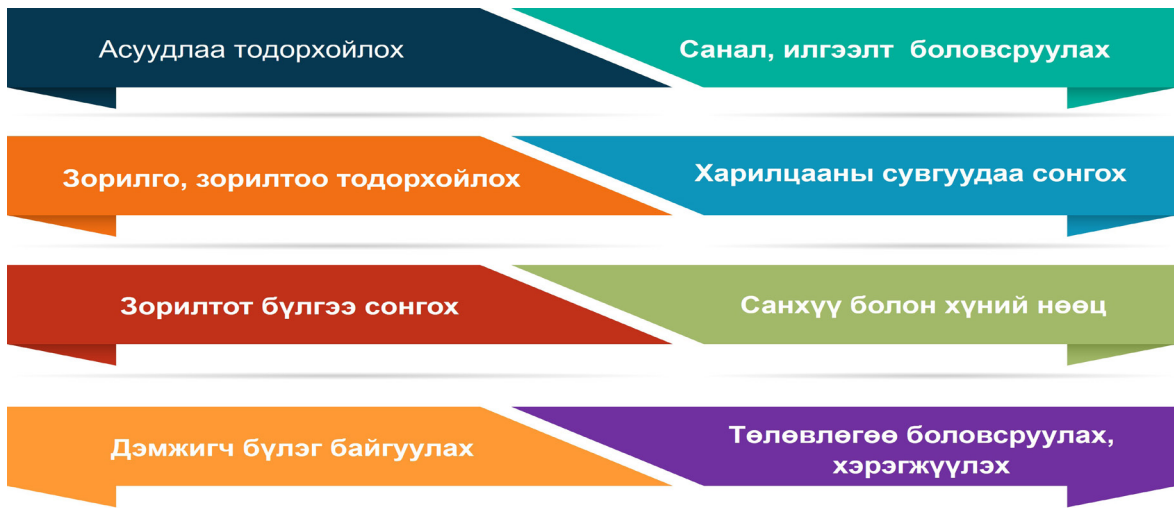 Асуудлаа тодорхойлох
Санал, илгээлт боловсруулах
Зорилго, зорилтоо тодорхойлох
Харилцааны сувгуудаа сонгох
Зорилтот бүлгээ сонгох
Санхүү болон хүний нөөц
Дэмжигч бүлэг байгуулах
Төлөвлөгөө боловсруулах,
хэрэгжүүлэх